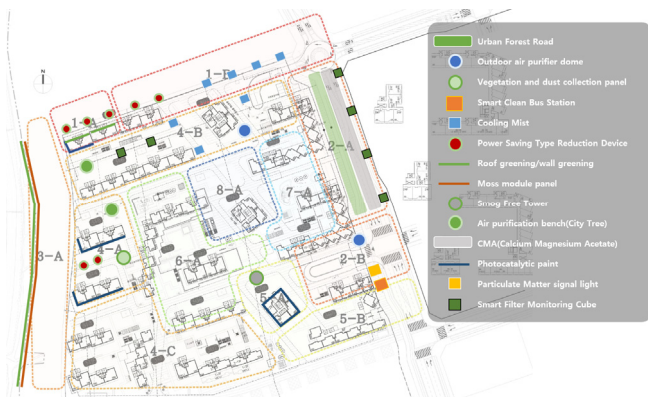 N
1-A
1-B
4-B
2-A
8-A
7-A
3-A
4-A
6-A
2-B
5-A
5-B
4-C
Urban Forest Road
Outdoor air purifier dome
Vegetation and dust collection panel
Smart Clean Bus Station
Cooling Mist
Power Saving Type Reduction Device
Roof greening/wall greening
Moss module panel
Smog Free Tower
Air purification bench(City Tree)
CMA(Calcium Magnesium Acetate)
Photocatalytic paint
Particulate Matter signal light
Smart Filter Monitoring Cube